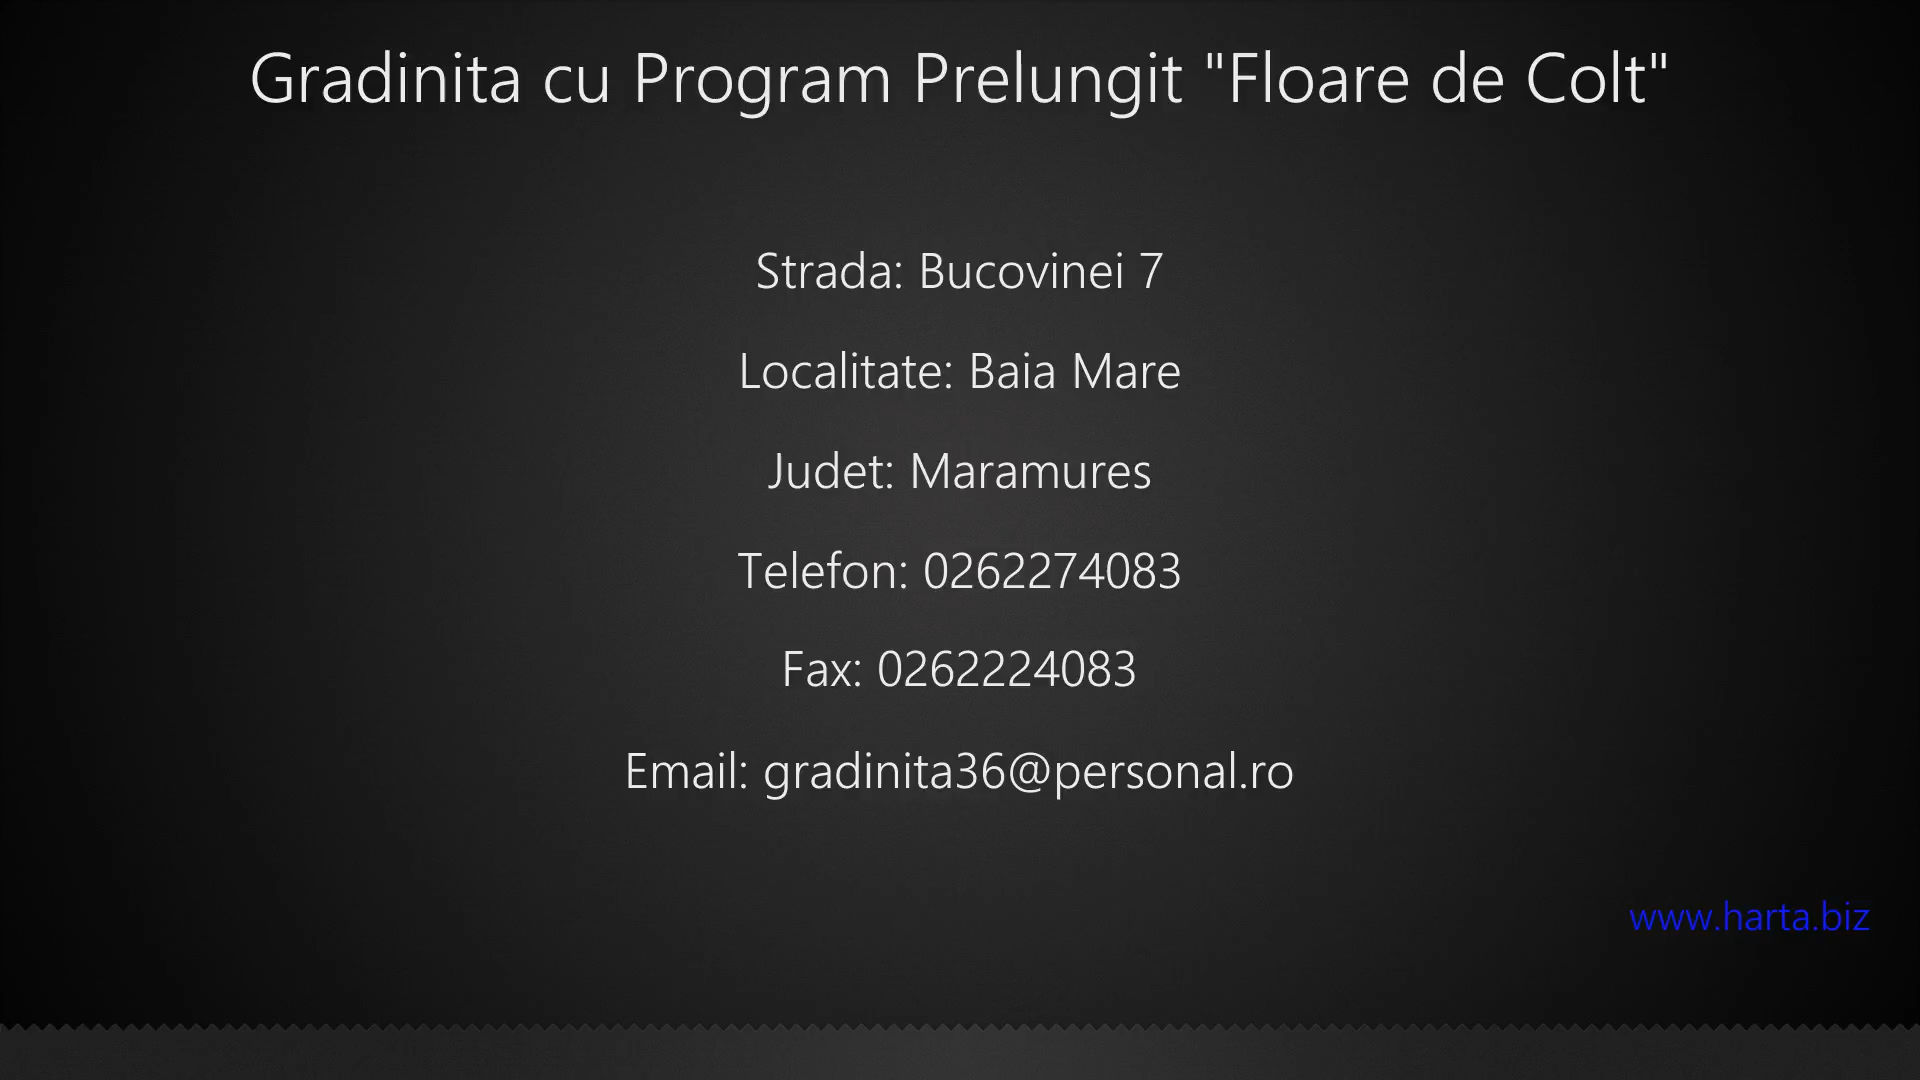 Gradinita cu Program Prelungit "Floare de Colt"
Strada: Bucovinei 7
Localitate: Baia Mare
Judet: Maramures
Telefon: 0262274083
Fax: 0262224083
Email: gradinita36@personal.ro
www.harta.biz